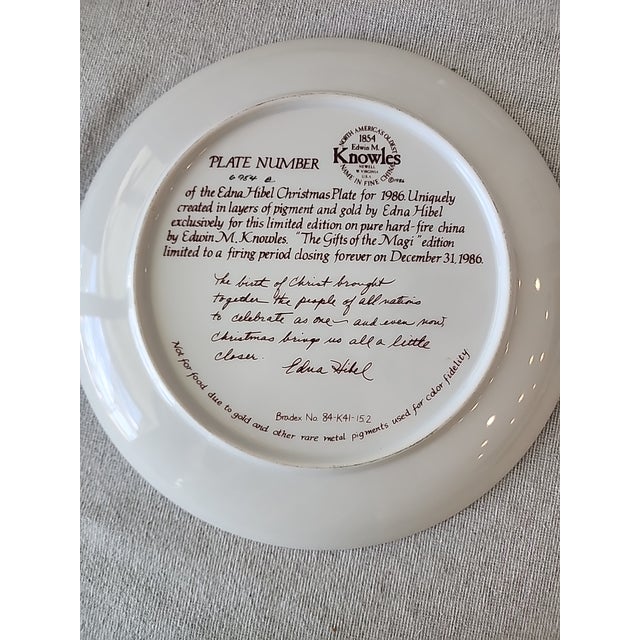 NORTH AMERICA'S OLDEST
1854
Edwin M.
Knowles
NEWELL
W. VIRGINIA
U.S.A.
NAME IN FINE CHINA
©1986
PLATE NUMBER
6984 B
of the Edna Hibel Christmas Plate for 1986. Uniquely
created in layers of pigment and gold by Edna Hibel
exclusively for this limited edition on pure hard-fire china
by Edwin M. Knowles. "The Gifts of the Magi" edition
limited to a firing period closing forever on December 31, 1986.
The birth of Christ brought
together the people of all nations
to celebrate as one – and even now,
Christmas brings us all a little
closer. Edna Hibel
Bradex No. 84-K41-15.2
Not for food due to gold and other rare metal pigments used for color fidelity